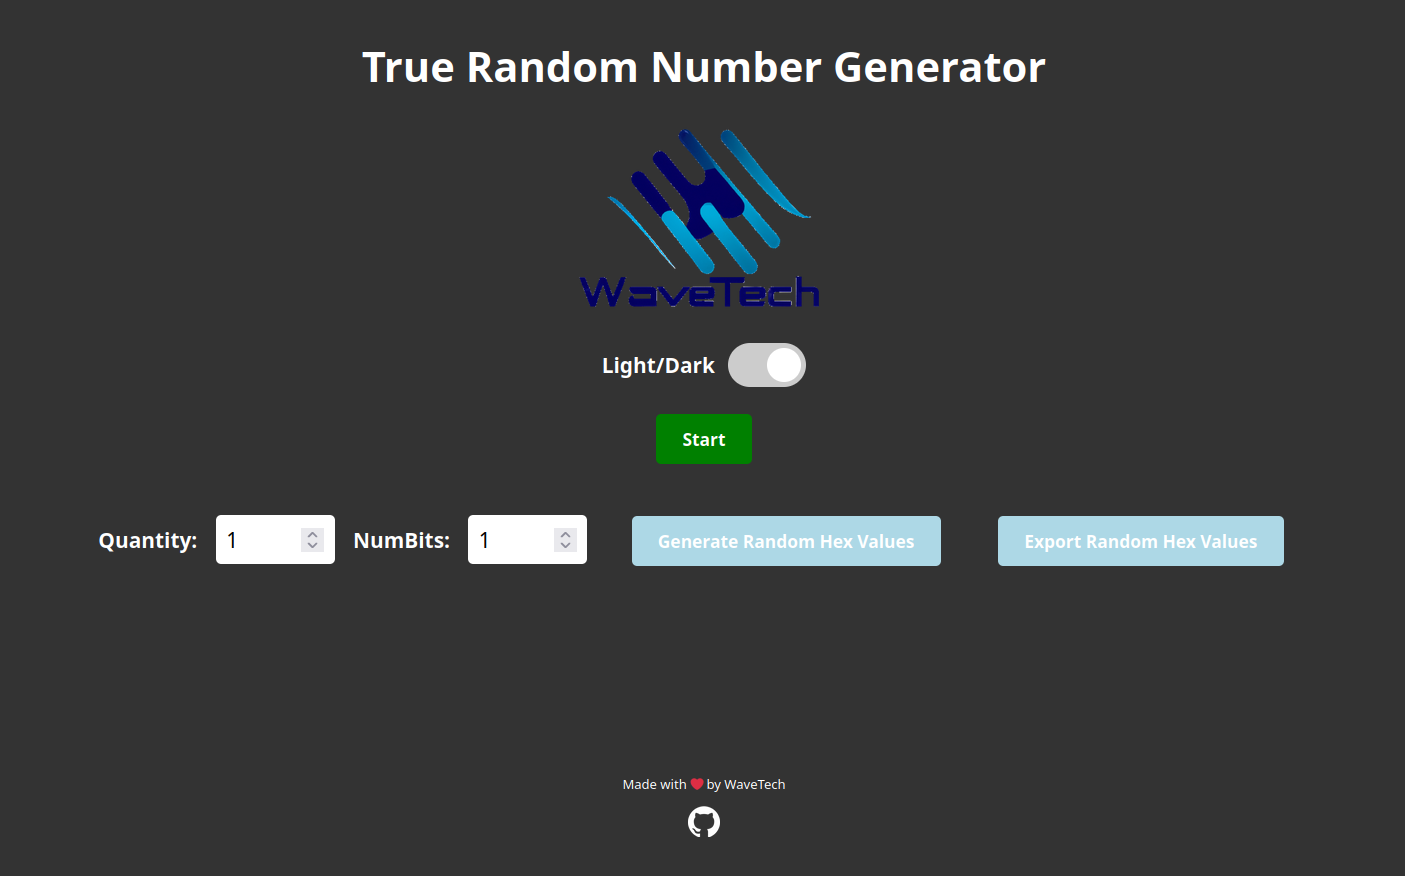 True Random Number Generator
WaveTech
Light/Dark
Start
Quantity: 1 NumBits: 1 Generate Random Hex Values Export Random Hex Values
Made with ❤ by WaveTech